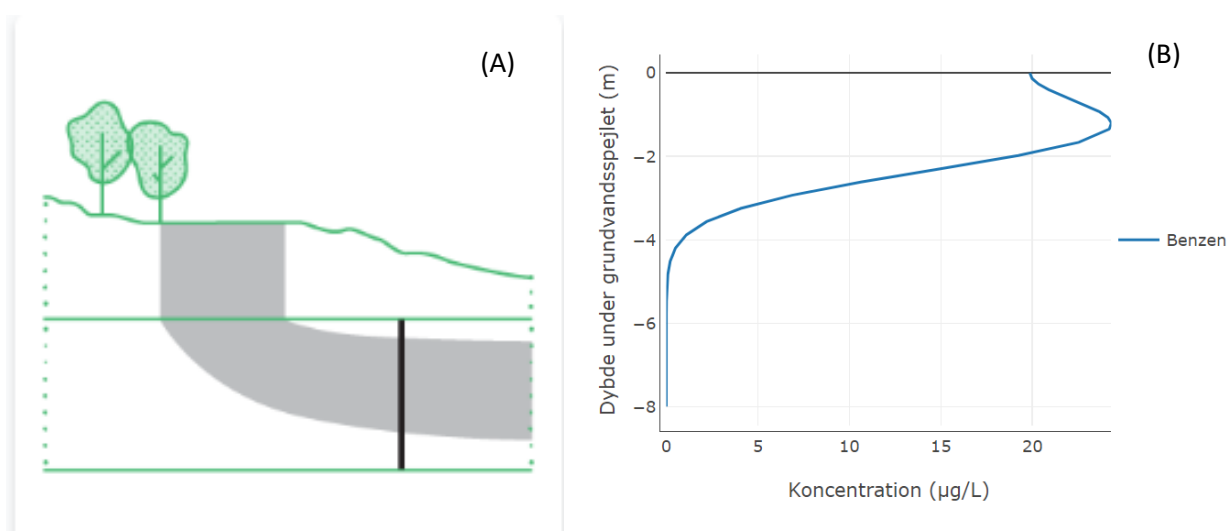 (A)
(B)
Dybde under grundvandsspejlet (m)
0
−2
−4
−6
−8
0
5
10
15
20
Koncentration (µg/L)
Benzen